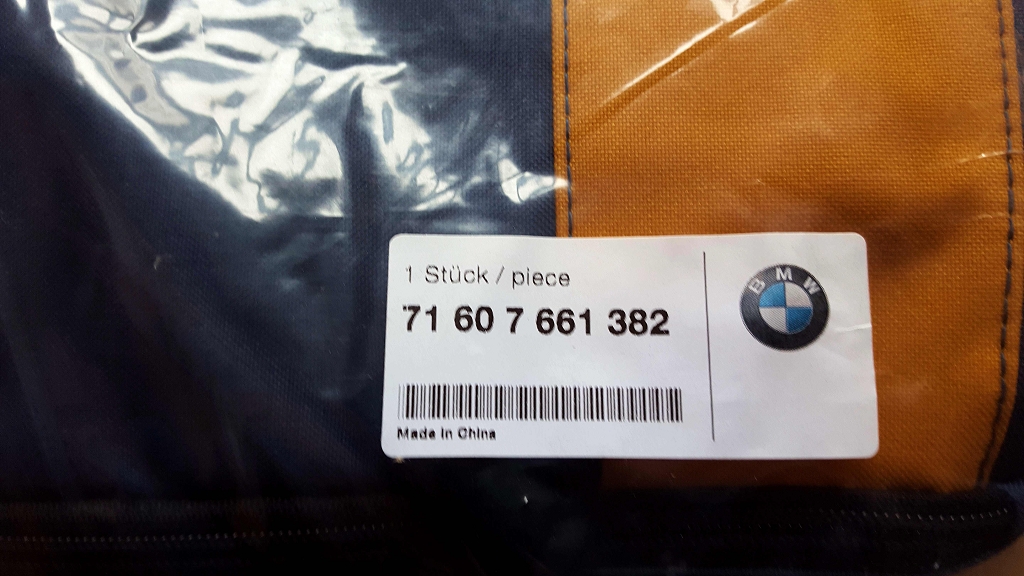 1 Stück / piece
71 60 7 661 382
Made in China
BMW